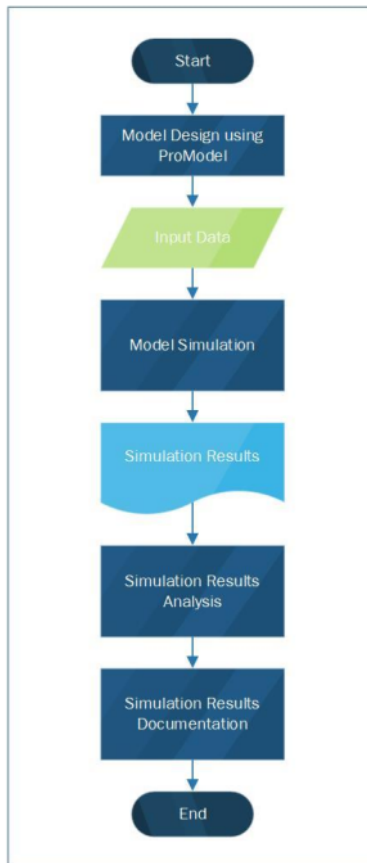 Start
Model Design using
ProModel
Input Data
Model Simulation
Simulation Results
Simulation Results
Analysis
Simulation Results
Documentation
End